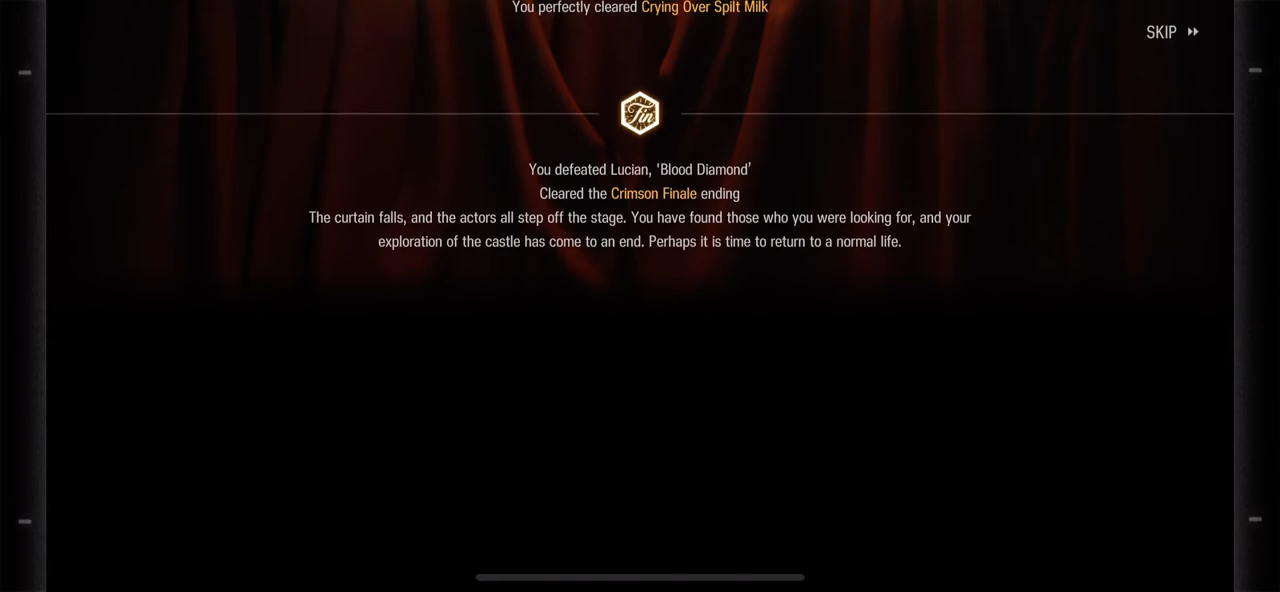 You perfectly cleared Crying Over Spilt Milk
SKIP
Fin
You defeated Lucian, 'Blood Diamond'
Cleared the Crimson Finale ending
The curtain falls, and the actors all step off the stage. You have found those who you were looking for, and your
exploration of the castle has come to an end. Perhaps it is time to return to a normal life.